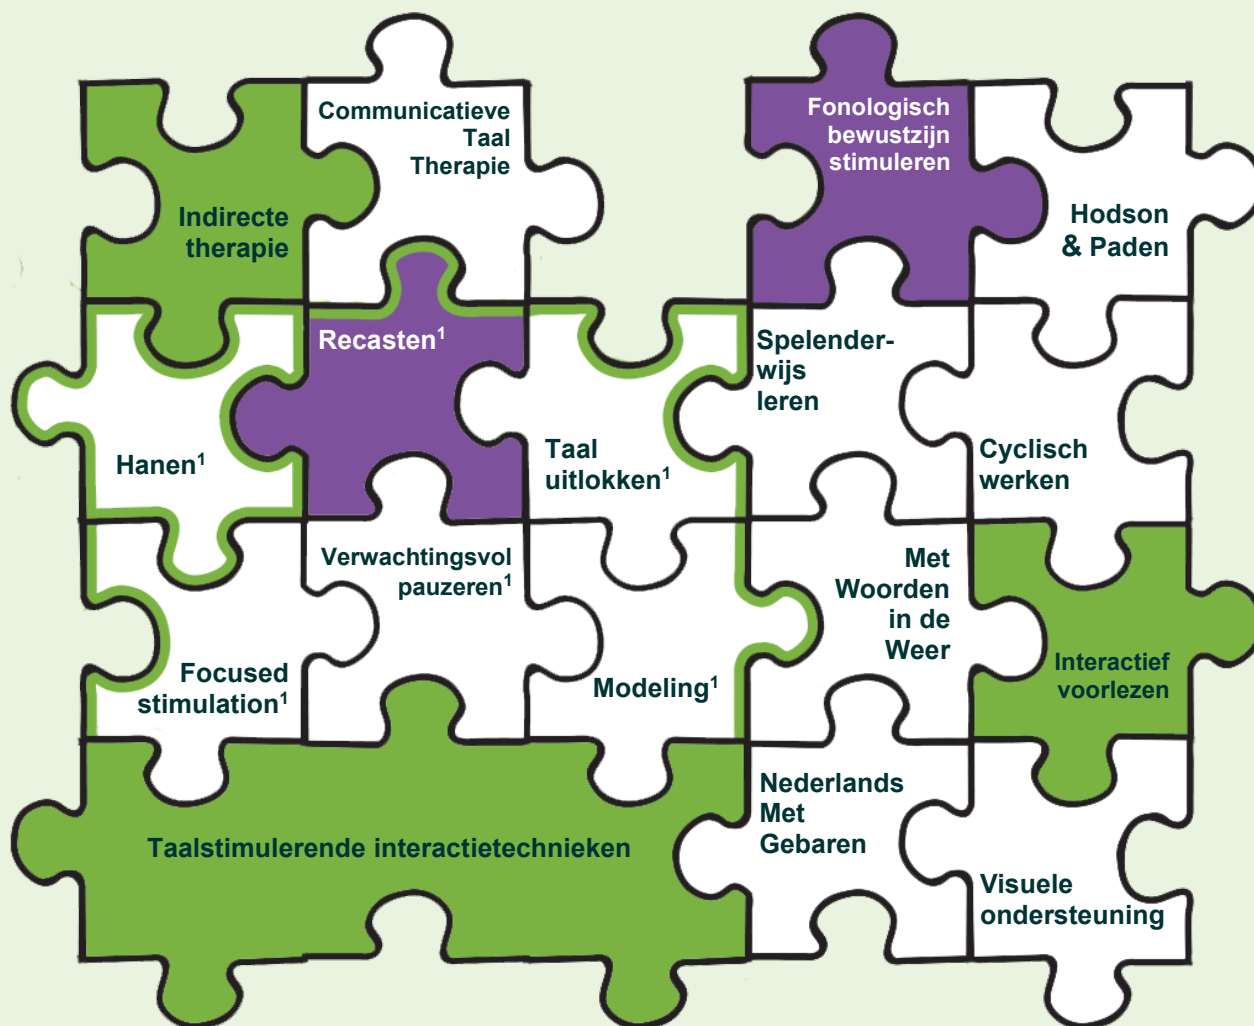 Communicatieve
Taal
Therapie
Fonologisch
bewustzijn
stimuleren
Indirecte
therapie
Hodson
& Paden
Recasten¹
Spelender-
wijs
leren
Hanen¹
Taal
uitlokken¹
Cyclisch
werken
Verwachtingsvol
pauzeren¹
Met
Woorden
in de
Weer
Focused
stimulation¹
Modeling¹
Interactief
voorlezen
Nederlands
Met
Gebaren
Taalstimulerende interactietechnieken
Visuele
ondersteuning